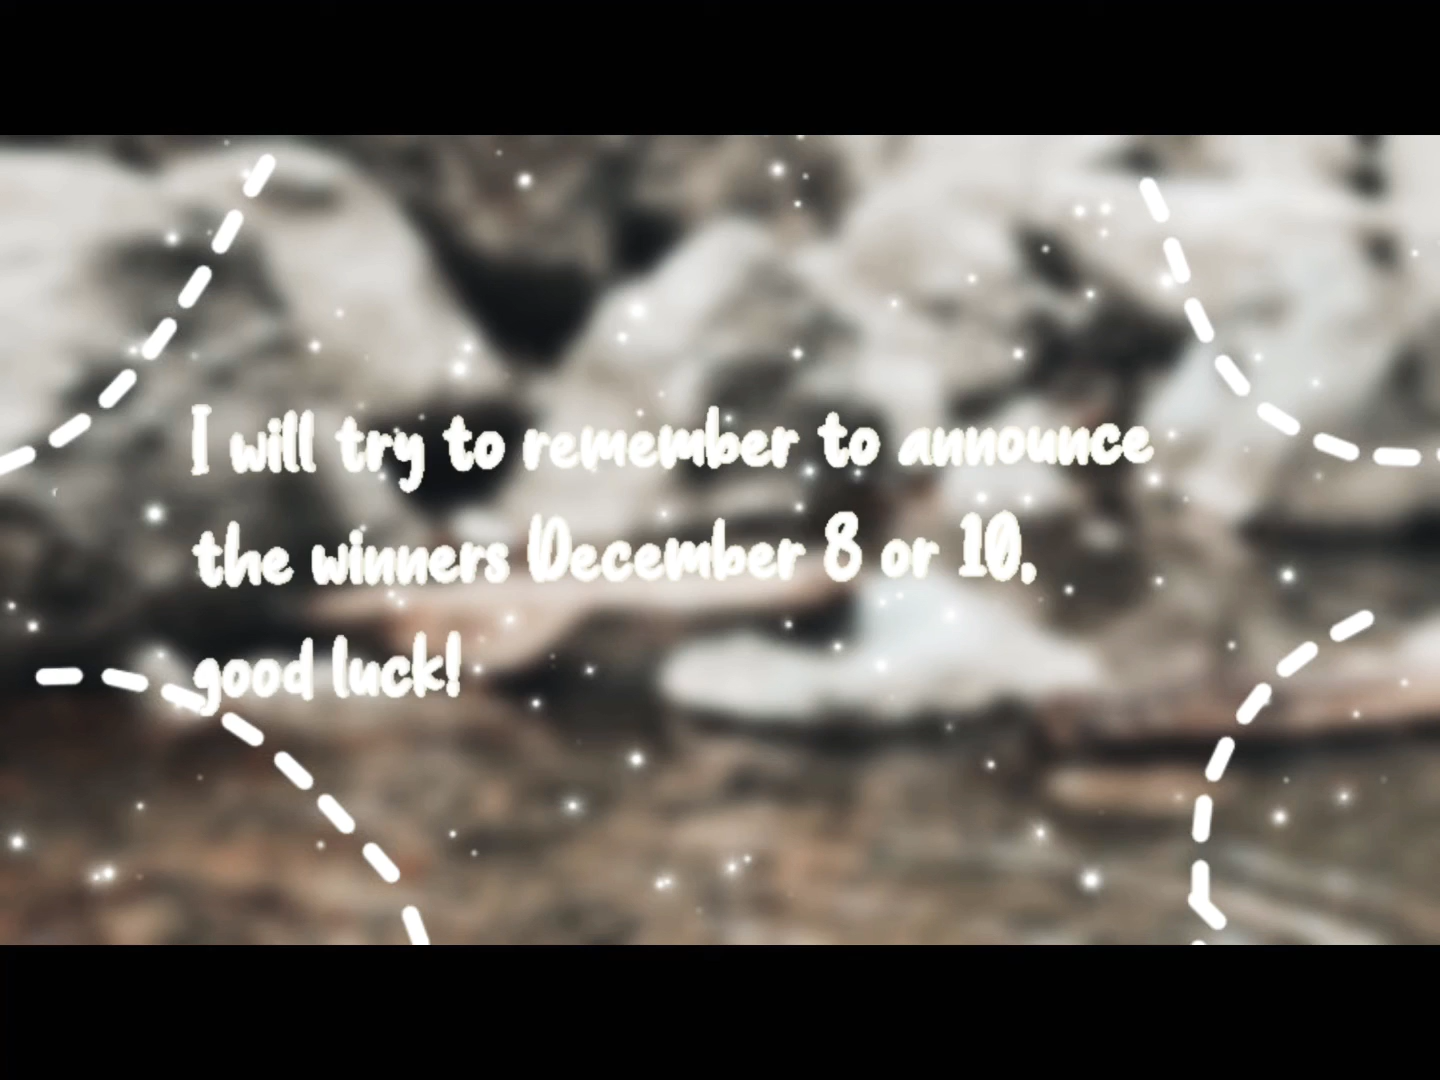 I will try to remember to announce
the winners December 8 or 10,
good luck!